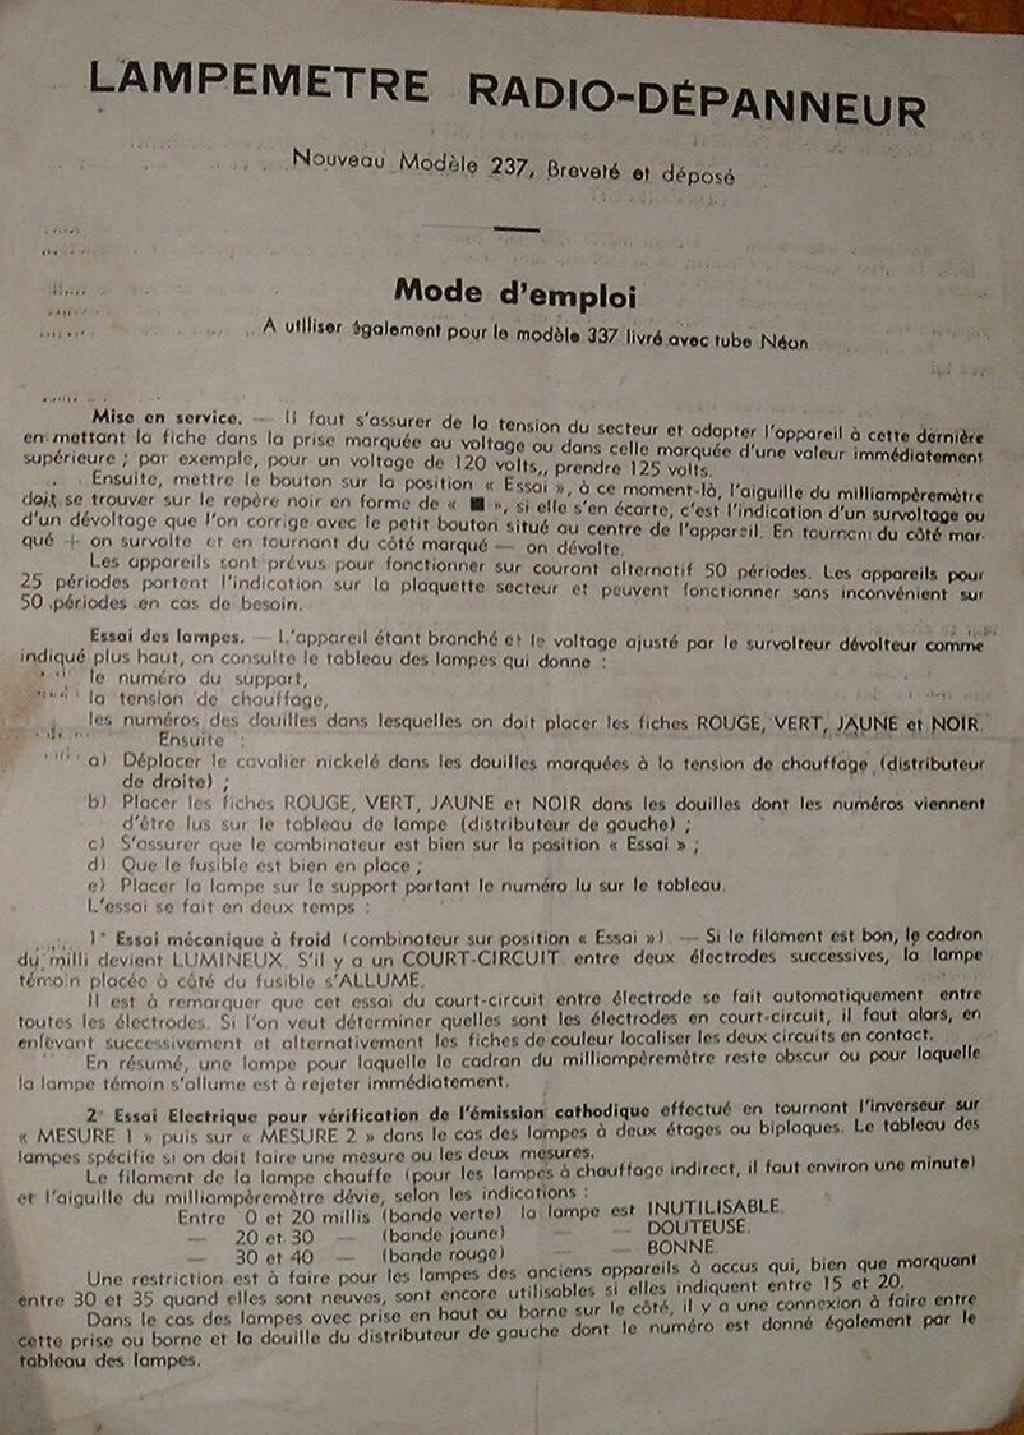 LAMPEMETRE RADIO-DÉPANNEUR
Nouveau Modèle 237, Breveté et déposé
Mode d'emploi
A utiliser également pour le modèle 337 livré avec tube Néon
Mise en service. — Il faut s'assurer de la tension du secteur et adapter l'appareil à cette dernière
en mettant la fiche dans la prise marquée au voltage ou dans celle marquée d'une valeur immédiatement
supérieure ; par exemple, pour un voltage de 120 volts,, prendre 125 volts.
Ensuite, mettre le bouton sur la position « Essai », à ce moment-là, l'aiguille du milliampèremètre
doit se trouver sur le repère noir en forme de « ■ », si elle s'en écarte, c'est l'indication d'un survoltage ou
d'un dévoltage que l'on corrige avec le petit bouton situé au centre de l'appareil. En tournant du côté mar-
qué + on survolte et en tournant du côté marqué — on dévolte.
Les appareils sont prévus pour fonctionner sur courant alternatif 50 périodes. Les appareils pour
25 périodes portent l'indication sur la plaquette secteur et peuvent fonctionner sans inconvénient sur
50 périodes en cas de besoin.
Essai des lampes. — L'appareil étant branché et le voltage ajusté par le survolteur dévolteur comme
indiqué plus haut, on consulte le tableau des lampes qui donne :
le numéro du support,
la tension de chauffage,
les numéros des douilles dans lesquelles on doit placer les fiches ROUGE, VERT, JAUNE et NOIR.
Ensuite :
a) Déplacer le cavalier nickelé dans les douilles marquées à la tension de chauffage (distributeur
de droite) ;
b) Placer les fiches ROUGE, VERT, JAUNE et NOIR dans les douilles dont les numéros viennent
d'être lus sur le tableau de lampe (distributeur de gauche) ;
c) S'assurer que le combinateur est bien sur la position « Essai » ;
d) Que le fusible est bien en place ;
e) Placer la lampe sur le support portant le numéro lu sur le tableau.
L'essai se fait en deux temps :
1° Essai mécanique à froid (combinateur sur position « Essai »). — Si le filament est bon, le cadran
du milli devient LUMINEUX. S'il y a un COURT-CIRCUIT entre deux électrodes successives, la lampe
témoin placée à côté du fusible s'ALLUME.
Il est à remarquer que cet essai du court-circuit entre électrode se fait automatiquement entre
toutes les électrodes. Si l'on veut déterminer quelles sont les électrodes en court-circuit, il faut alors, en
enlevant successivement et alternativement les fiches de couleur localiser les deux circuits en contact.
En résumé, une lampe pour laquelle le cadran du milliampèremètre reste obscur ou pour laquelle
la lampe témoin s'allume est à rejeter immédiatement.
2° Essai Electrique pour vérification de l'émission cathodique effectué en tournant l'inverseur sur
« MESURE 1 » puis sur « MESURE 2 » dans le cas des lampes à deux étages ou biplaques. Le tableau des
lampes spécifie si on doit faire une mesure ou les deux mesures.
Le filament de la lampe chauffe (pour les lampes à chauffage indirect, il faut environ une minute)
et l'aiguille du milliampèremètre dévie, selon les indications :
Entre 0 et 20 millis (bande verte) la lampe est INUTILISABLE.
— 20 et 30 — (bande jaune) — — DOUTEUSE.
— 30 et 40 — (bande rouge) — — BONNE.
Une restriction est à faire pour les lampes des anciens appareils à accus qui, bien que marquant
entre 30 et 35 quand elles sont neuves, sont encore utilisables si elles indiquent entre 15 et 20.
Dans le cas des lampes avec prise en haut ou borne sur le côté, il y a une connexion à faire entre
cette prise ou borne et la douille du distributeur de gauche dont le numéro est donné également par le
tableau des lampes.